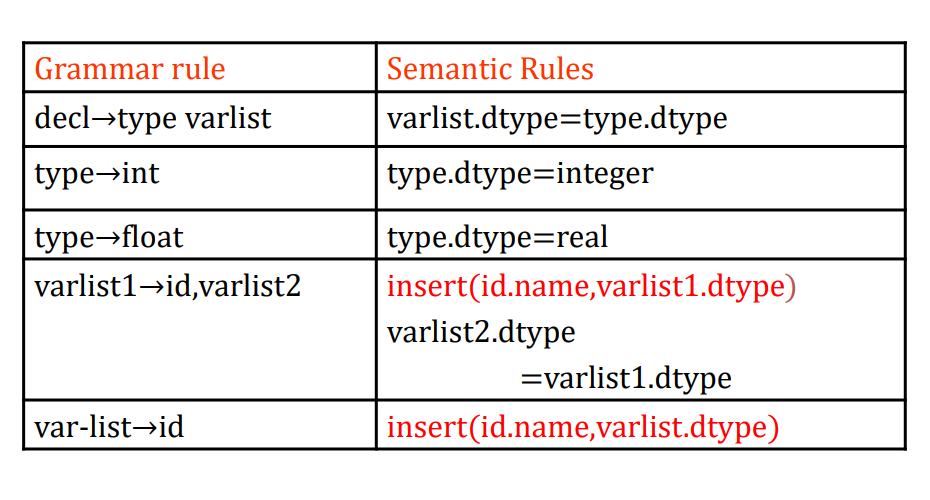 Grammar rule
Semantic Rules
decl→type varlist
varlist.dtype=type.dtype
type→int
type.dtype=integer
type→float
type.dtype=real
varlist1→id,varlist2
insert(id.name,varlist1.dtype)
varlist2.dtype
=varlist1.dtype
var-list→id
insert(id.name,varlist.dtype)